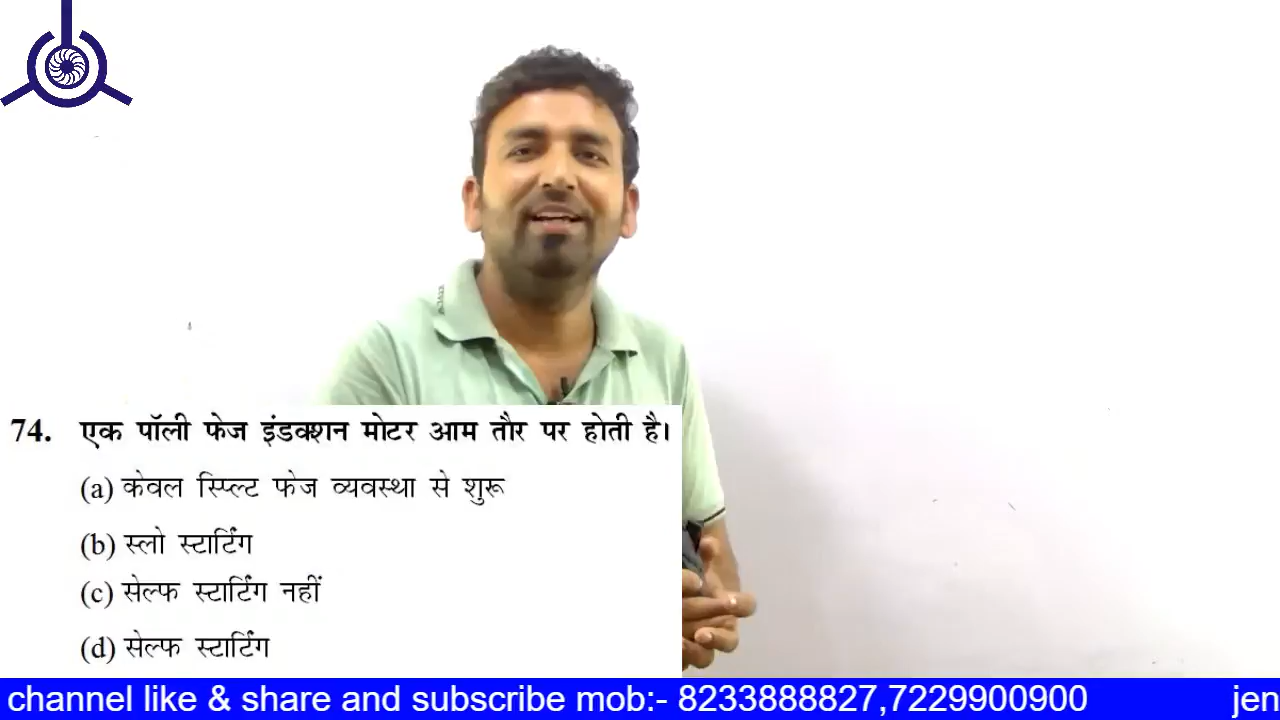 74. एक पॉली फेज इंडक्शन मोटर आम तौर पर होती है।
(a) केवल स्प्लिट फेज व्यवस्था से शुरू
(b) स्लो स्टार्टिंग
(c) सेल्फ स्टार्टिंग नहीं
(d) सेल्फ स्टार्टिंग
channel like & share and subscribe mob:- 8233888827,7229900900 jen